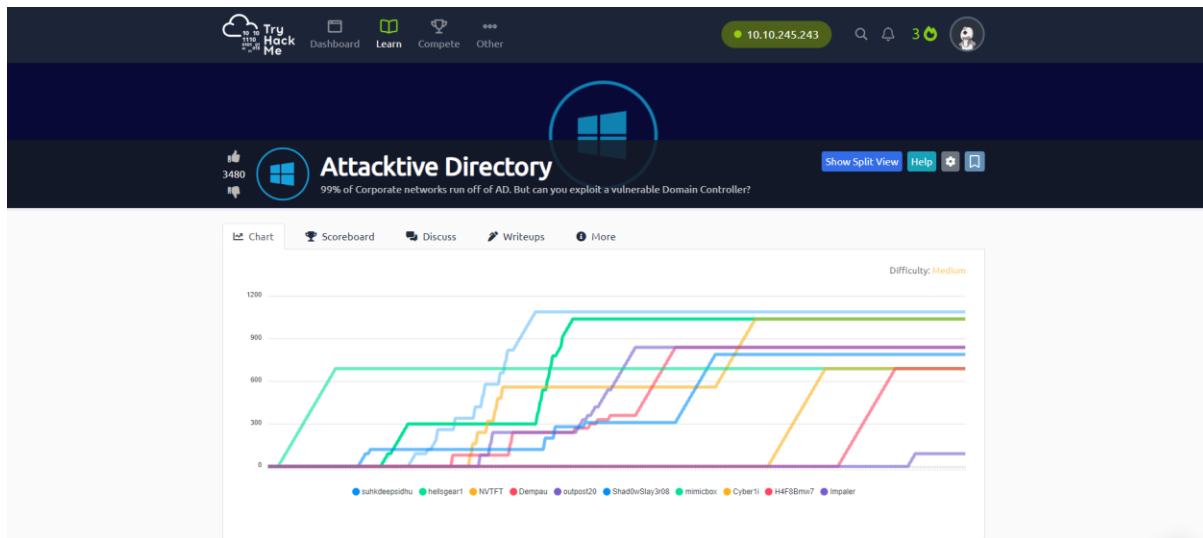 Try
Hack
Me
Dashboard
Learn
Compete
Other
10.10.245.243
3
3480
Attacktive Directory
99% of Corporate networks run off of AD. But can you exploit a vulnerable Domain Controller?
Show Split View
Help
Chart
Scoreboard
Discuss
Writeups
More
Difficulty: Medium
1200
900
600
300
0
suhkdeepsidhu
hellsgear1
NVTFT
Dempau
outpost20
Shad0wSlay3r08
mimicbox
Cyber1i
H4F8Bmw7
Impaler